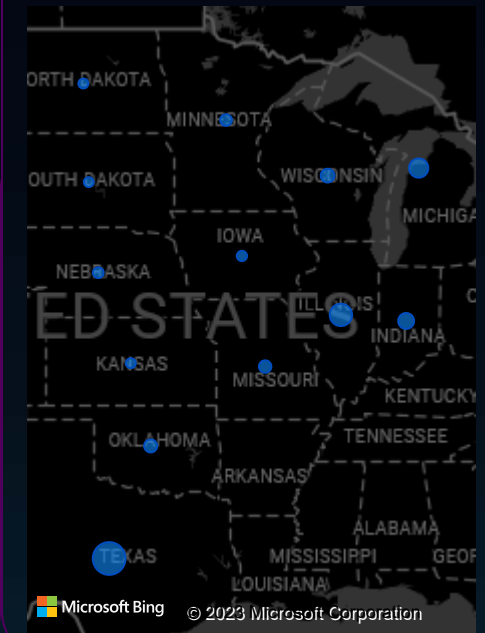 ORTH DAKOTA
MINNESOTA
OUTH DAKOTA
WISCONSIN
MICHIGA
IOWA
NEBRASKA
ED STATES
ILLINOIS
INDIANA
KANSAS
MISSOURI
KENTUCKY
OKLAHOMA
TENNESSEE
ARKANSAS
ALABAMA
TEXAS
MISSISSIPPI
GEOR
LOUISIANA
Microsoft Bing
© 2023 Microsoft Corporation